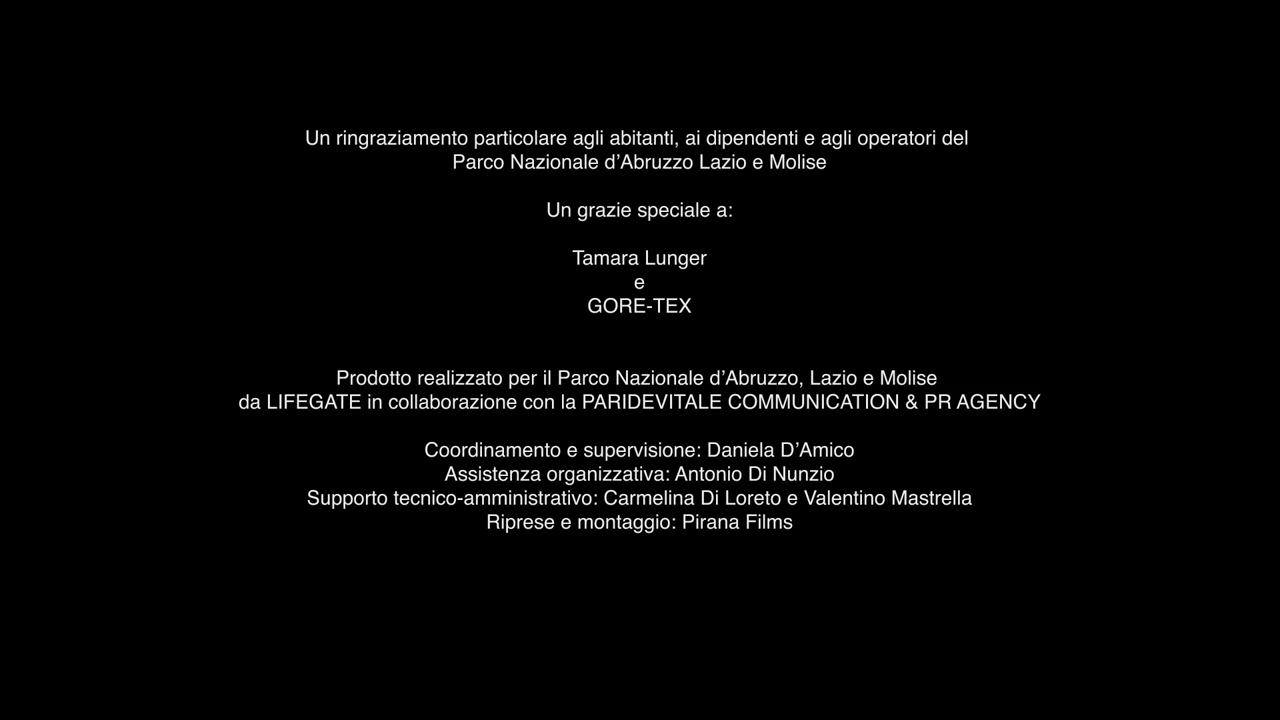 Un ringraziamento particolare agli abitanti, ai dipendenti e agli operatori del
Parco Nazionale d’Abruzzo Lazio e Molise
Un grazie speciale a:
Tamara Lunger
e
GORE-TEX
Prodotto realizzato per il Parco Nazionale d’Abruzzo, Lazio e Molise
da LIFEGATE in collaborazione con la PARIDEVITALE COMMUNICATION & PR AGENCY
Coordinamento e supervisione: Daniela D’Amico
Assistenza organizzativa: Antonio Di Nunzio
Supporto tecnico-amministrativo: Carmelina Di Loreto e Valentino Mastrella
Riprese e montaggio: Pirana Films